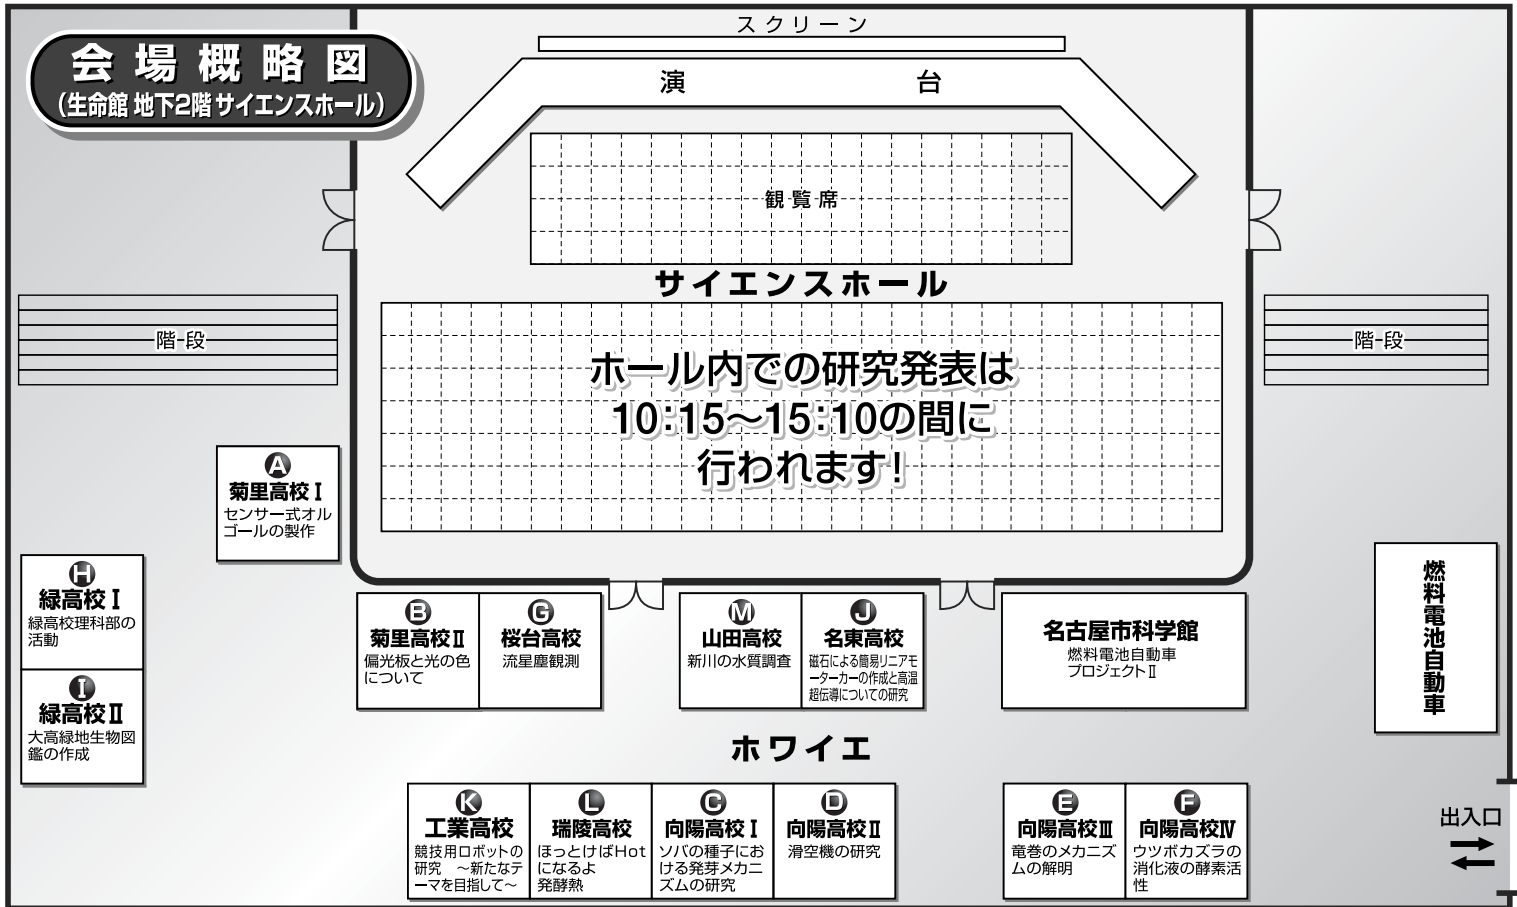 会場概略図
（生命館 地下2階 サイエンスホール）
スクリーン
演台
観覧席
サイエンスホール
階段
階段
ホール内での研究発表は
10:15〜15:10の間に
行われます！
A
菊里高校Ⅰ
センサー式オル
ゴールの製作
H
緑高校Ⅰ
緑高校理科部の
活動
I
緑高校Ⅱ
大高緑地生物図
鑑の作成
B
菊里高校Ⅱ
偏光板と光の色
について
G
桜台高校
流星塵観測
M
山田高校
新川の水質調査
J
名東高校
磁石による簡易リニアモ
ーターカーの作成と高温
超伝導についての研究
名古屋市科学館
燃料電池自動車
プロジェクトⅡ
燃料電池自動車
ホワイエ
K
工業高校
競技用ロボットの
研究　〜新たなテ
ーマを目指して〜
L
瑞陵高校
ほっとけばHot
になるよ
発酵熱
C
向陽高校Ⅰ
ソバの種子にお
ける発芽メカニ
ズムの研究
D
向陽高校Ⅱ
滑空機の研究
E
向陽高校Ⅲ
竜巻のメカニズ
ムの解明
F
向陽高校Ⅳ
ウツボカズラの
消化液の酵素活
性
出入口